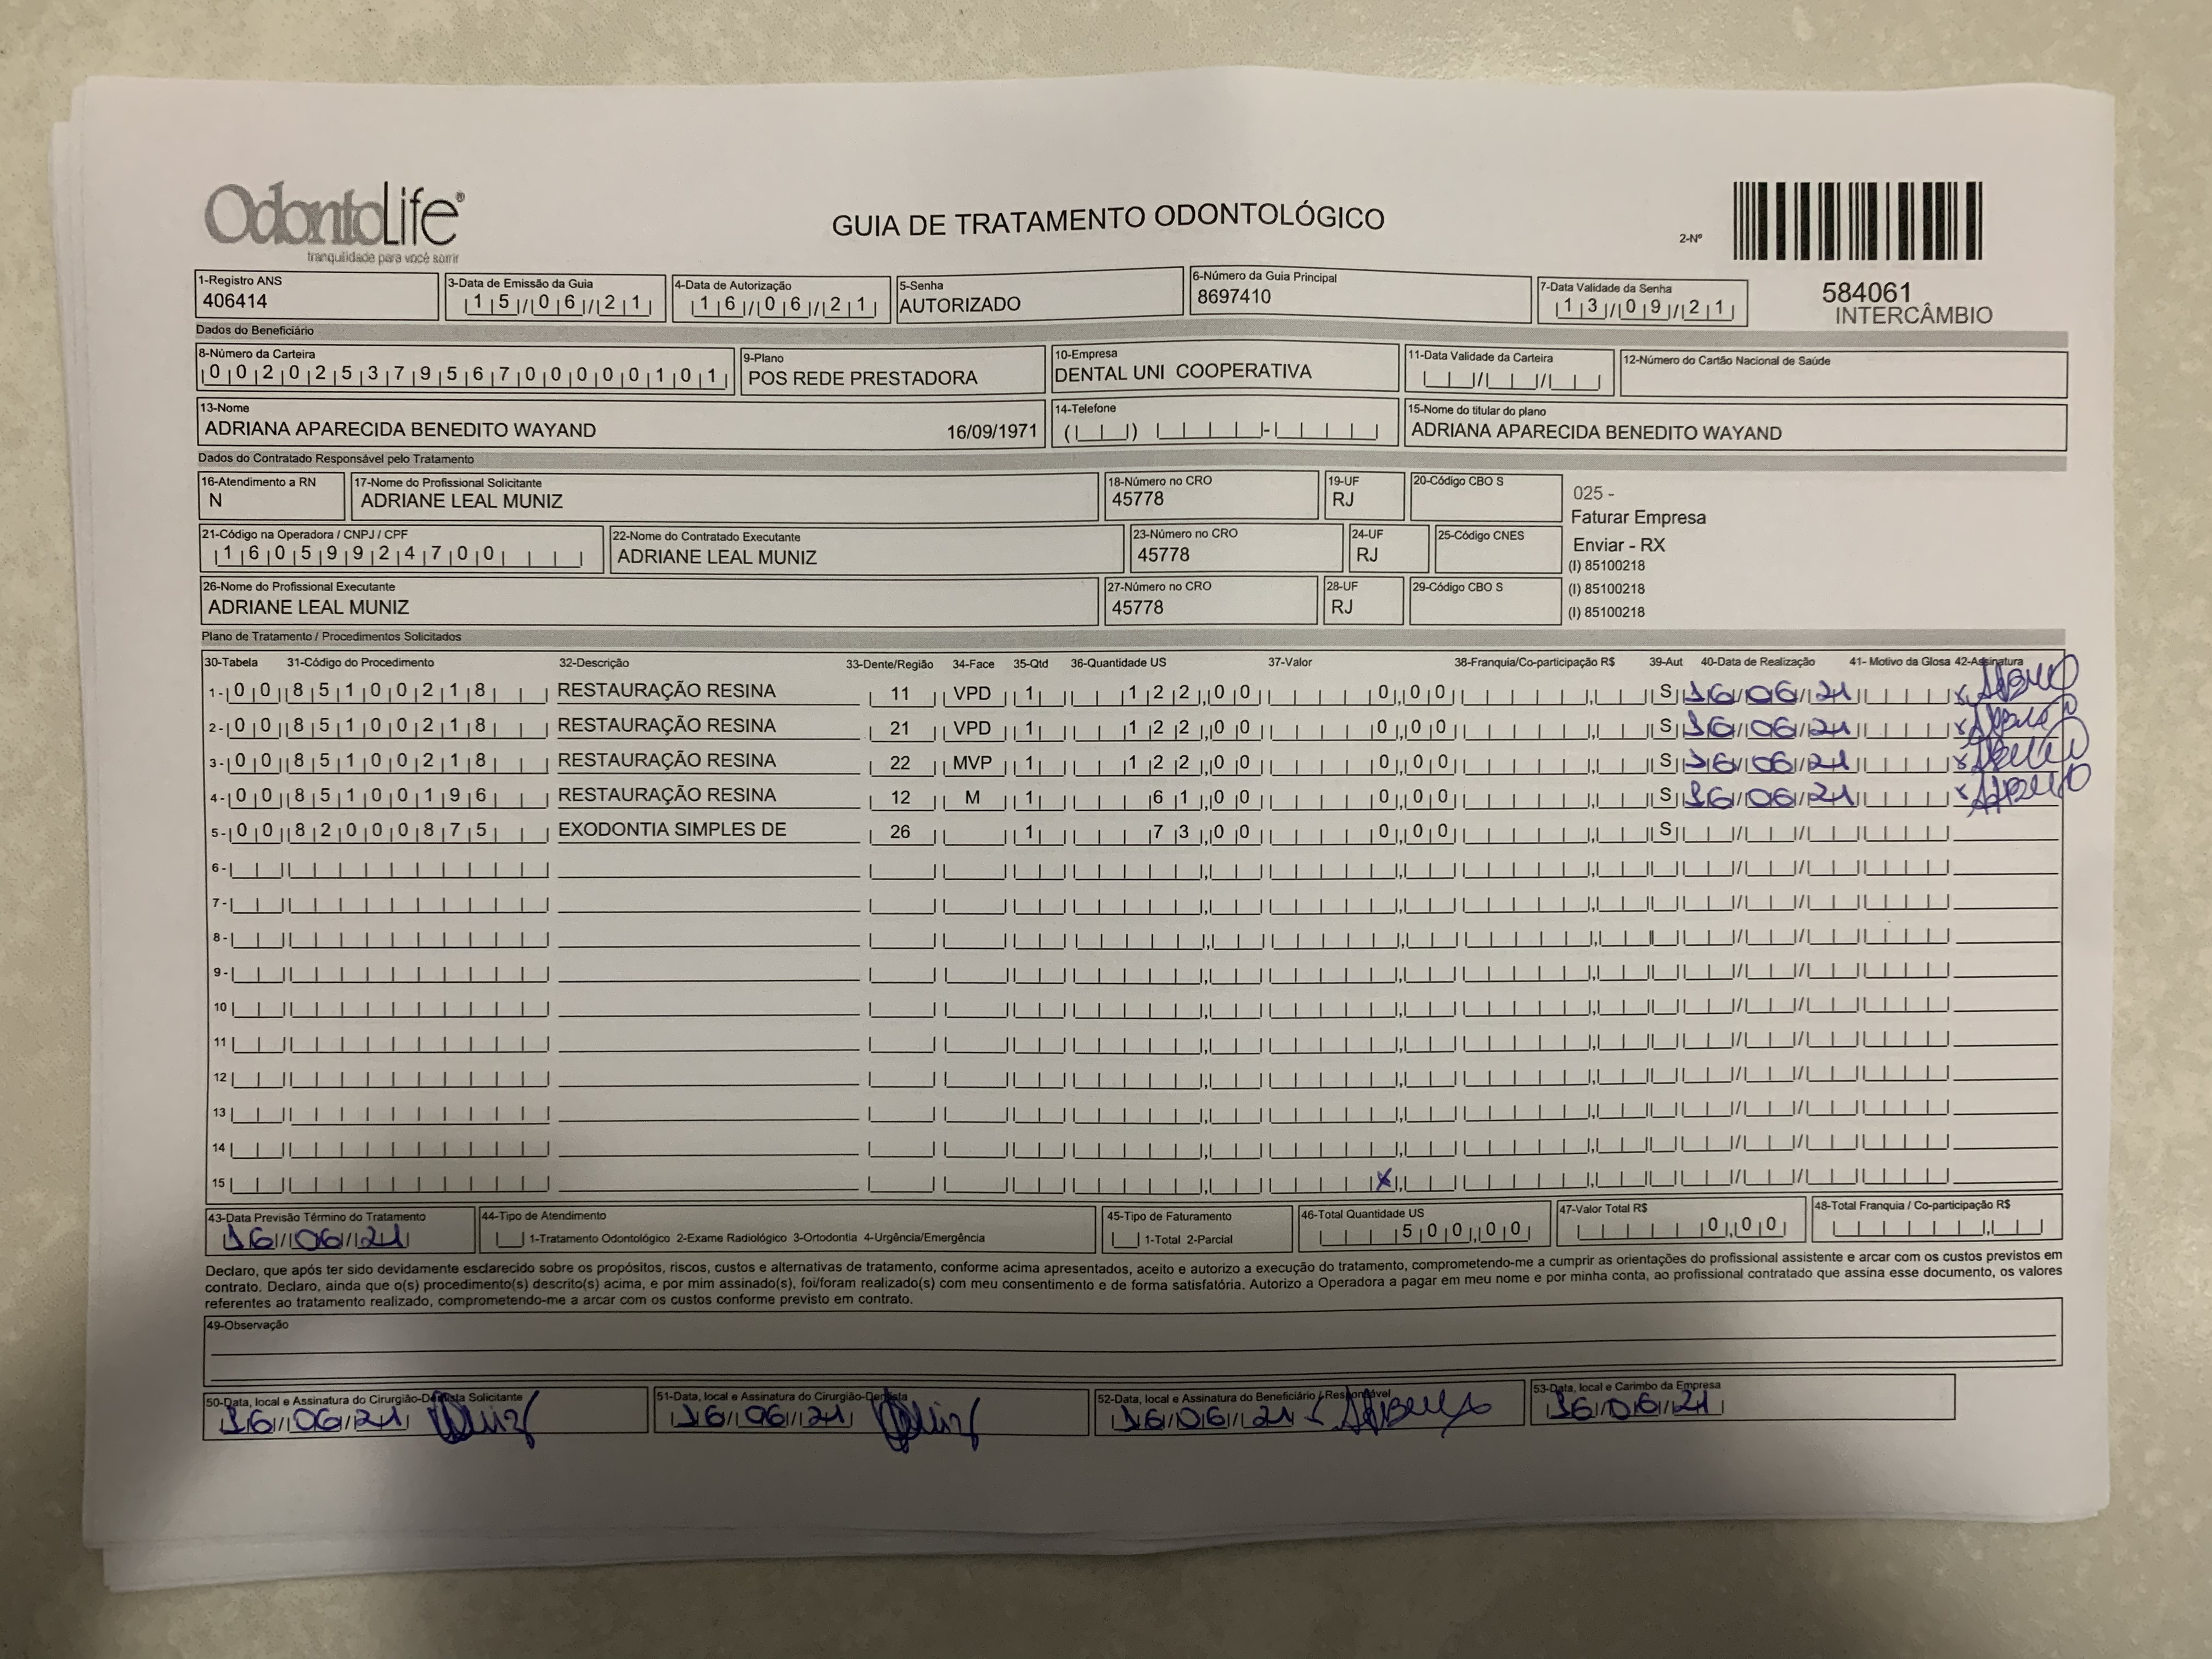 OdontoLife®
tranquilidade para você sorrir
GUIA DE TRATAMENTO ODONTOLÓGICO
2-Nº
584061
INTERCÂMBIO
1-Registro ANS
406414
3-Data de Emissão da Guia
15/06/21
4-Data de Autorização
16/06/21
5-Senha
AUTORIZADO
6-Número da Guia Principal
8697410
7-Data Validade da Senha
13/09/21
Dados do Beneficiário
8-Número da Carteira
00202537956700000101
9-Plano
POS REDE PRESTADORA
10-Empresa
DENTAL UNI COOPERATIVA
11-Data Validade da Carteira
12-Número do Cartão Nacional de Saúde
13-Nome
ADRIANA APARECIDA BENEDITO WAYAND 16/09/1971
14-Telefone
15-Nome do titular do plano
ADRIANA APARECIDA BENEDITO WAYAND
Dados do Contratado Responsável pelo Tratamento
16-Atendimento a RN
N
17-Nome do Profissional Solicitante
ADRIANE LEAL MUNIZ
18-Número no CRO
45778
19-UF
RJ
20-Código CBO S
025 -
Faturar Empresa
Enviar - RX
(I) 85100218
(I) 85100218
(I) 85100218
21-Código na Operadora / CNPJ / CPF
16059924700
22-Nome do Contratado Executante
ADRIANE LEAL MUNIZ
23-Número no CRO
45778
24-UF
RJ
25-Código CNES
26-Nome do Profissional Executante
ADRIANE LEAL MUNIZ
27-Número no CRO
45778
28-UF
RJ
29-Código CBO S
Plano de Tratamento / Procedimentos Solicitados
30-Tabela 31-Código do Procedimento 32-Descrição 33-Dente/Região 34-Face 35-Qtd 36-Quantidade US 37-Valor 38-Franquia/Co-participação R$ 39-Aut 40-Data de Realização 41- Motivo da Glosa 42-Assinatura
1- 00 85100218 RESTAURAÇÃO RESINA 11 VPD 1 122,00 0,00 S 16/06/21
2- 00 85100218 RESTAURAÇÃO RESINA 21 VPD 1 122,00 0,00 S 16/06/21
3- 00 85100218 RESTAURAÇÃO RESINA 22 MVP 1 122,00 0,00 S 16/06/21
4- 00 85100196 RESTAURAÇÃO RESINA 12 M 1 61,00 0,00 S 16/06/21
5- 00 82000875 EXODONTIA SIMPLES DE 26 1 73,00 0,00 S
6-
7-
8-
9-
10
11
12
13
14
15 x
43-Data Previsão Término do Tratamento
16/06/21
44-Tipo de Atendimento
1-Tratamento Odontológico 2-Exame Radiológico 3-Ortodontia 4-Urgência/Emergência
45-Tipo de Faturamento
1-Total 2-Parcial
46-Total Quantidade US
500,00
47-Valor Total R$
0,00
48-Total Franquia / Co-participação R$
Declaro, que após ter sido devidamente esclarecido sobre os propósitos, riscos, custos e alternativas de tratamento, conforme acima apresentados, aceito e autorizo a execução do tratamento, comprometendo-me a cumprir as orientações do profissional assistente e arcar com os custos previstos em
contrato. Declaro, ainda que o(s) procedimento(s) descrito(s) acima, e por mim assinado(s), foi/foram realizado(s) com meu consentimento e de forma satisfatória. Autorizo a Operadora a pagar em meu nome e por minha conta, ao profissional contratado que assina esse documento, os valores
referentes ao tratamento realizado, comprometendo-me a arcar com os custos conforme previsto em contrato.
49-Observação
50-Data, local e Assinatura do Cirurgião-Dentista Solicitante
16/06/21
51-Data, local e Assinatura do Cirurgião-Dentista
16/06/21
52-Data, local e Assinatura do Beneficiário / Responsável
16/06/21
53-Data, local e Carimbo da Empresa
16/06/21